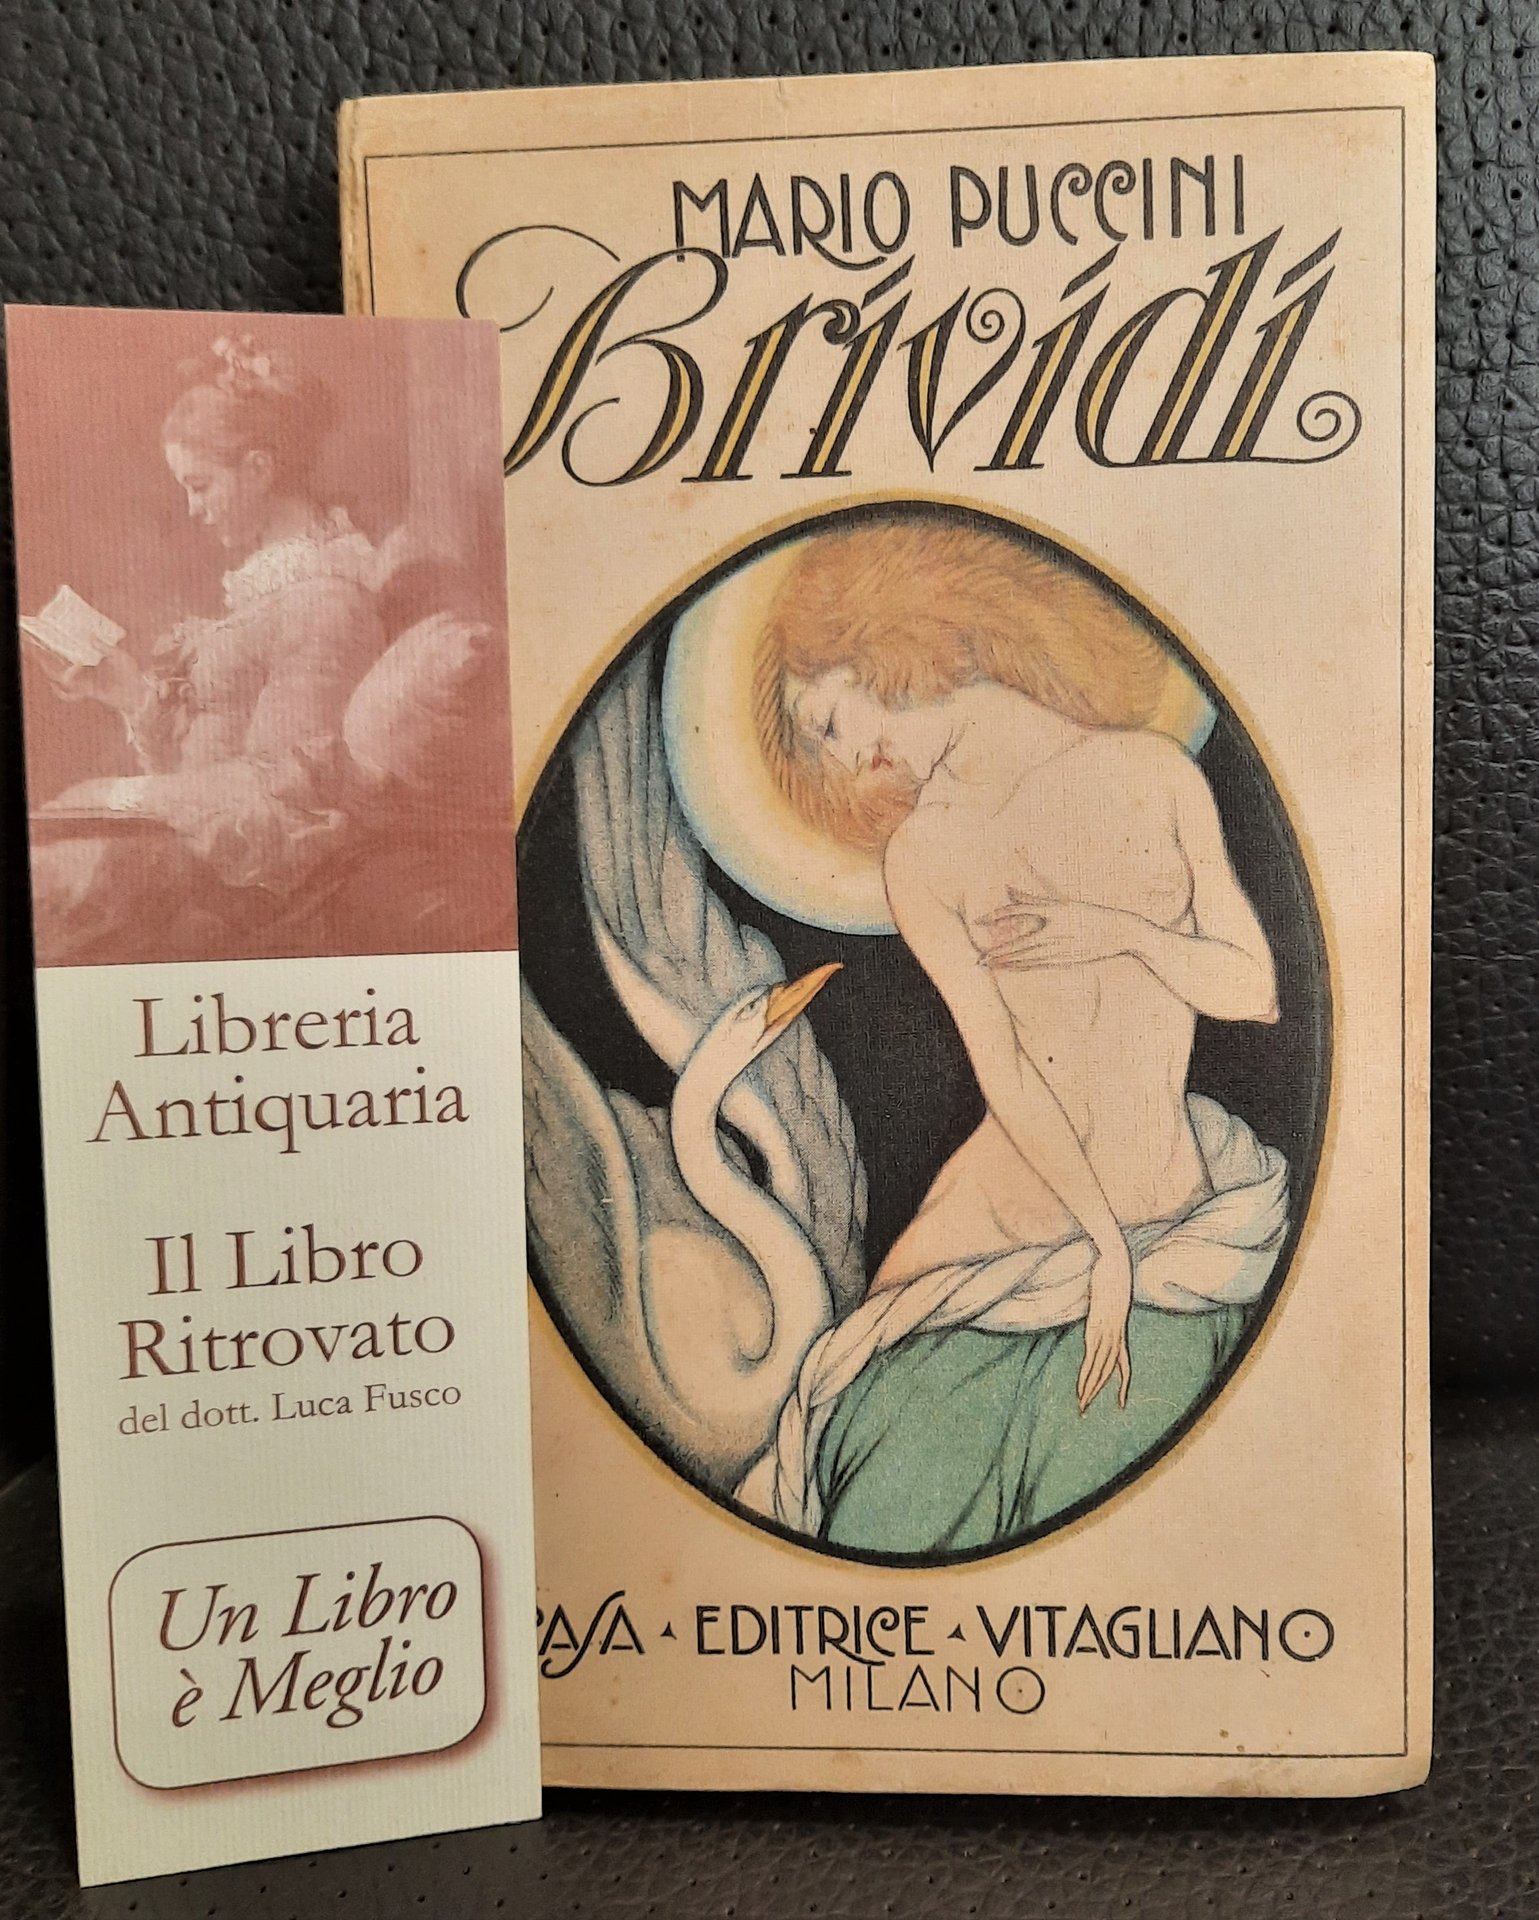 MARIO PUCCINI
Brividi
Libreria
Antiquaria
Il Libro
Ritrovato
del dott. Luca Fusco
Un Libro
è Meglio
CASA EDITRICE VITAGLIANO
MILANO